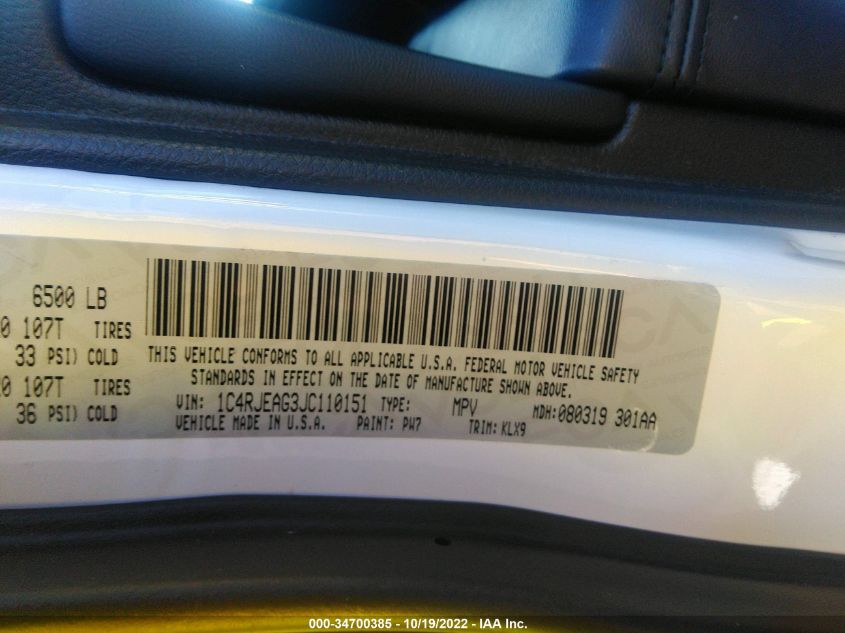 6500 LB
0 107T TIRES
33 PSI) COLD
0 107T TIRES
36 PSI) COLD
THIS VEHICLE CONFORMS TO ALL APPLICABLE U.S.A. FEDERAL MOTOR VEHICLE SAFETY
STANDARDS IN EFFECT ON THE DATE OF MANUFACTURE SHOWN ABOVE.
VIN: 1C4RJEAG3JC110151 TYPE: MPV MDH:080319 301AA
VEHICLE MADE IN U.S.A. PAINT: PW7 TRIM: KLX9
000-34700385 - 10/19/2022 - IAA Inc.